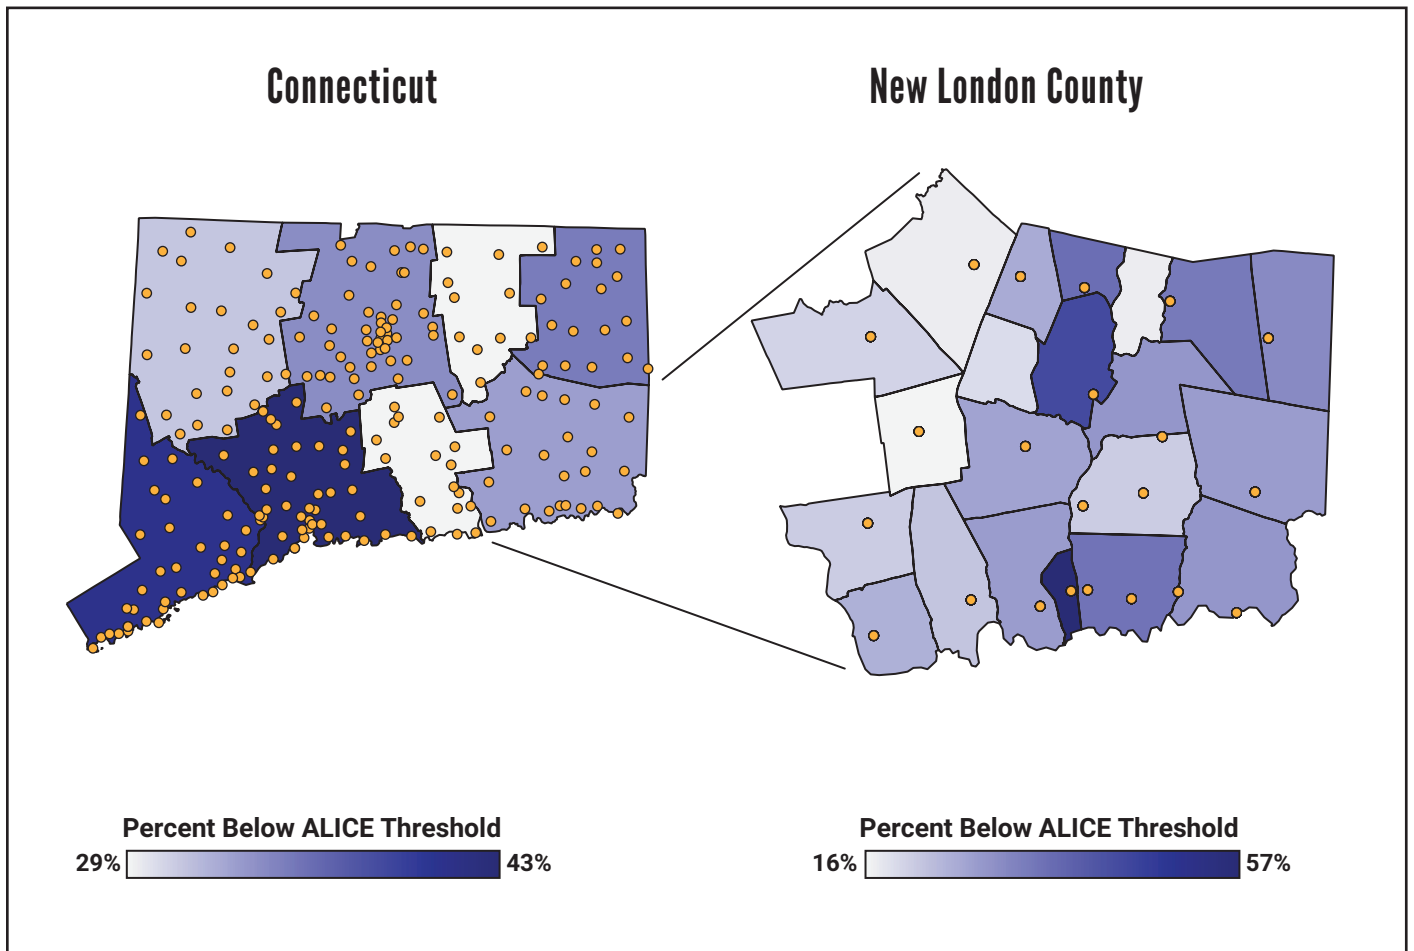 Connecticut
New London County
Percent Below ALICE Threshold
29%
43%
Percent Below ALICE Threshold
16%
57%